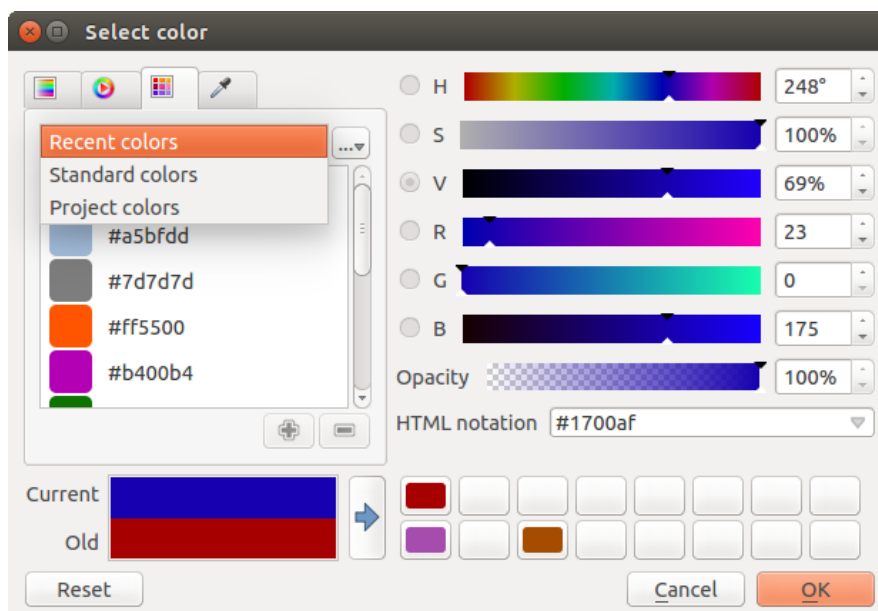 Select color
Recent colors
...
Standard colors
Project colors
#a5bfdd
#7d7d7d
#ff5500
#b400b4
H 248°
S 100%
V 69%
R 23
G 0
B 175
Opacity 100%
HTML notation #1700af
Current
Old
Reset
Cancel
OK